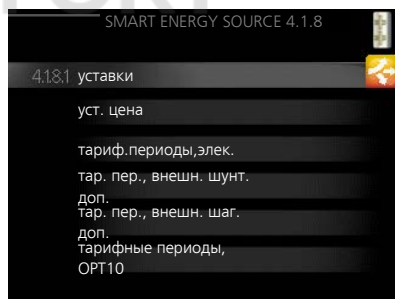 SMART ENERGY SOURCE 4.1.8
4.1.8.1 уставки
уст. цена
тариф.периоды,элек.
тар. пер., внешн. шунт.
доп.
тар. пер., внешн. шаг.
доп.
тарифные периоды,
OPT10